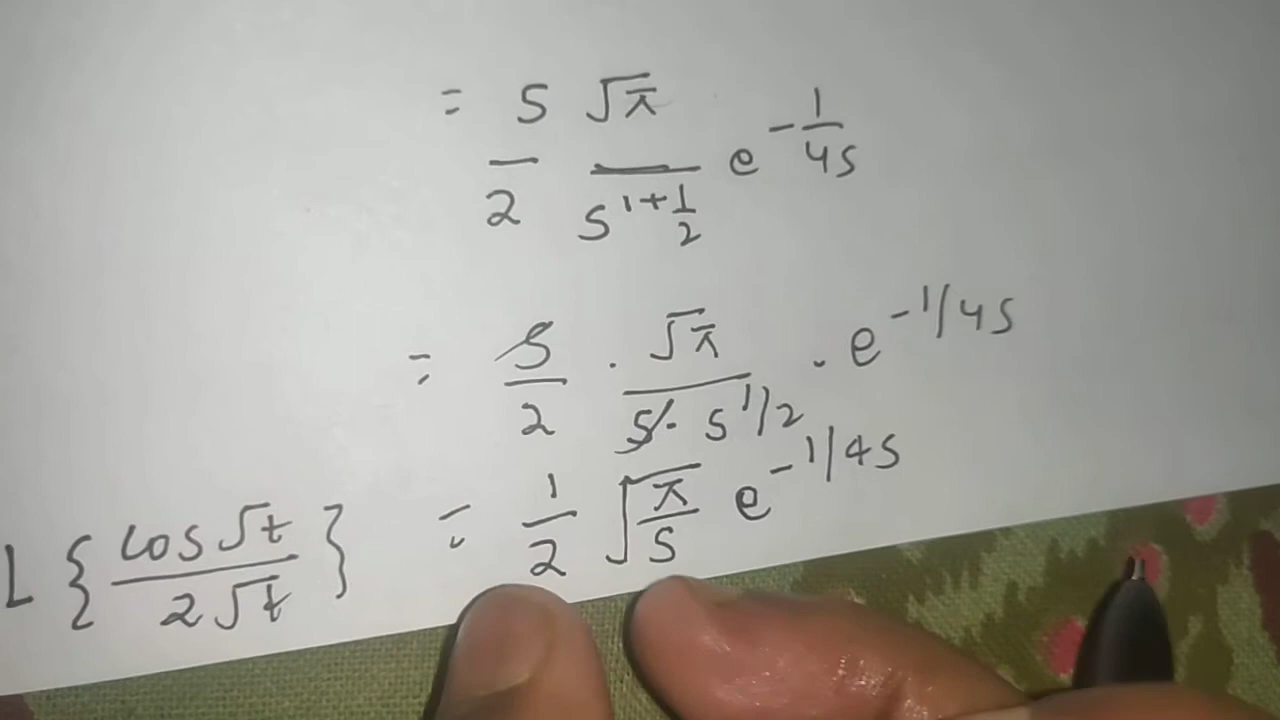 = S/2 √π/S^(1+1/2) e^(-1/4S)
= S/2 · √π/(S· S^(1/2)) · e^(-1/4S)
L {cos√t / 2√t} = 1/2 √(π/S) e^(-1/4S)